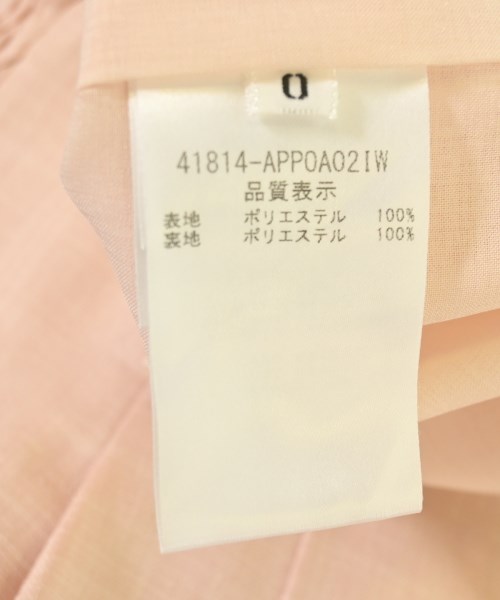 0
41814-APP0A02IW
品質表示
表地 ポリエステル 100%
裏地 ポリエステル 100%